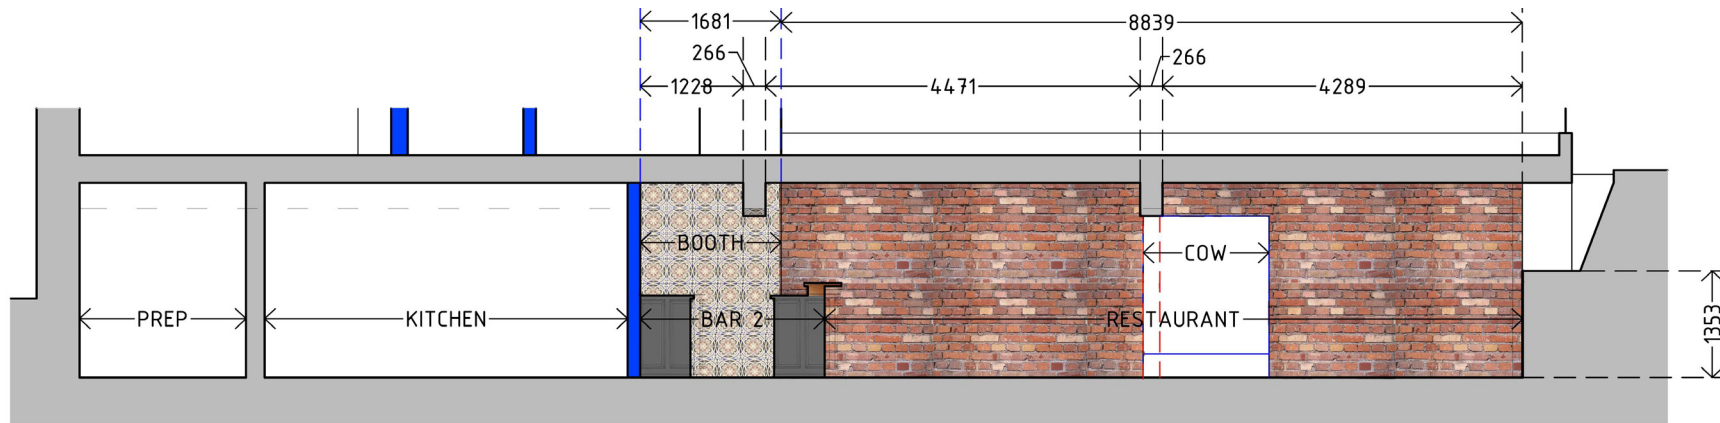 1681
8839
266
266
1228
4471
4289
BOOTH
COW
PREP
KITCHEN
BAR 2
RESTAURANT
1353